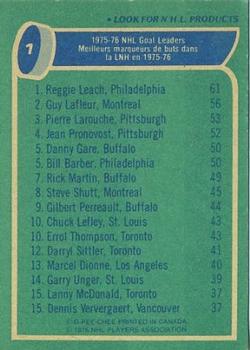 • LOOK FOR N.H.L. PRODUCTS
1
1975-76 NHL Goal Leaders
Meilleurs marqueurs de buts dans
la LNH en 1975-76
1. Reggie Leach, Philadelphia 61
2. Guy Lafleur, Montreal 56
3. Pierre Larouche, Pittsburgh 53
4. Jean Pronovost, Pittsburgh 52
5. Danny Gare, Buffalo 50
5. Bill Barber, Philadelphia 50
7. Rick Martin, Buffalo 49
8. Steve Shutt, Montreal 45
9. Gilbert Perreault, Buffalo 44
10. Chuck Lefley, St. Louis 43
10. Errol Thompson, Toronto 43
12. Darryl Sittler, Toronto 41
13. Marcel Dionne, Los Angeles 40
14. Garry Unger, St. Louis 39
15. Lanny McDonald, Toronto 37
15. Dennis Ververgaert, Vancouver 37
© O-PEE-CHEE PRINTED IN CANADA
© 1976 NHL PLAYERS ASSOCIATION